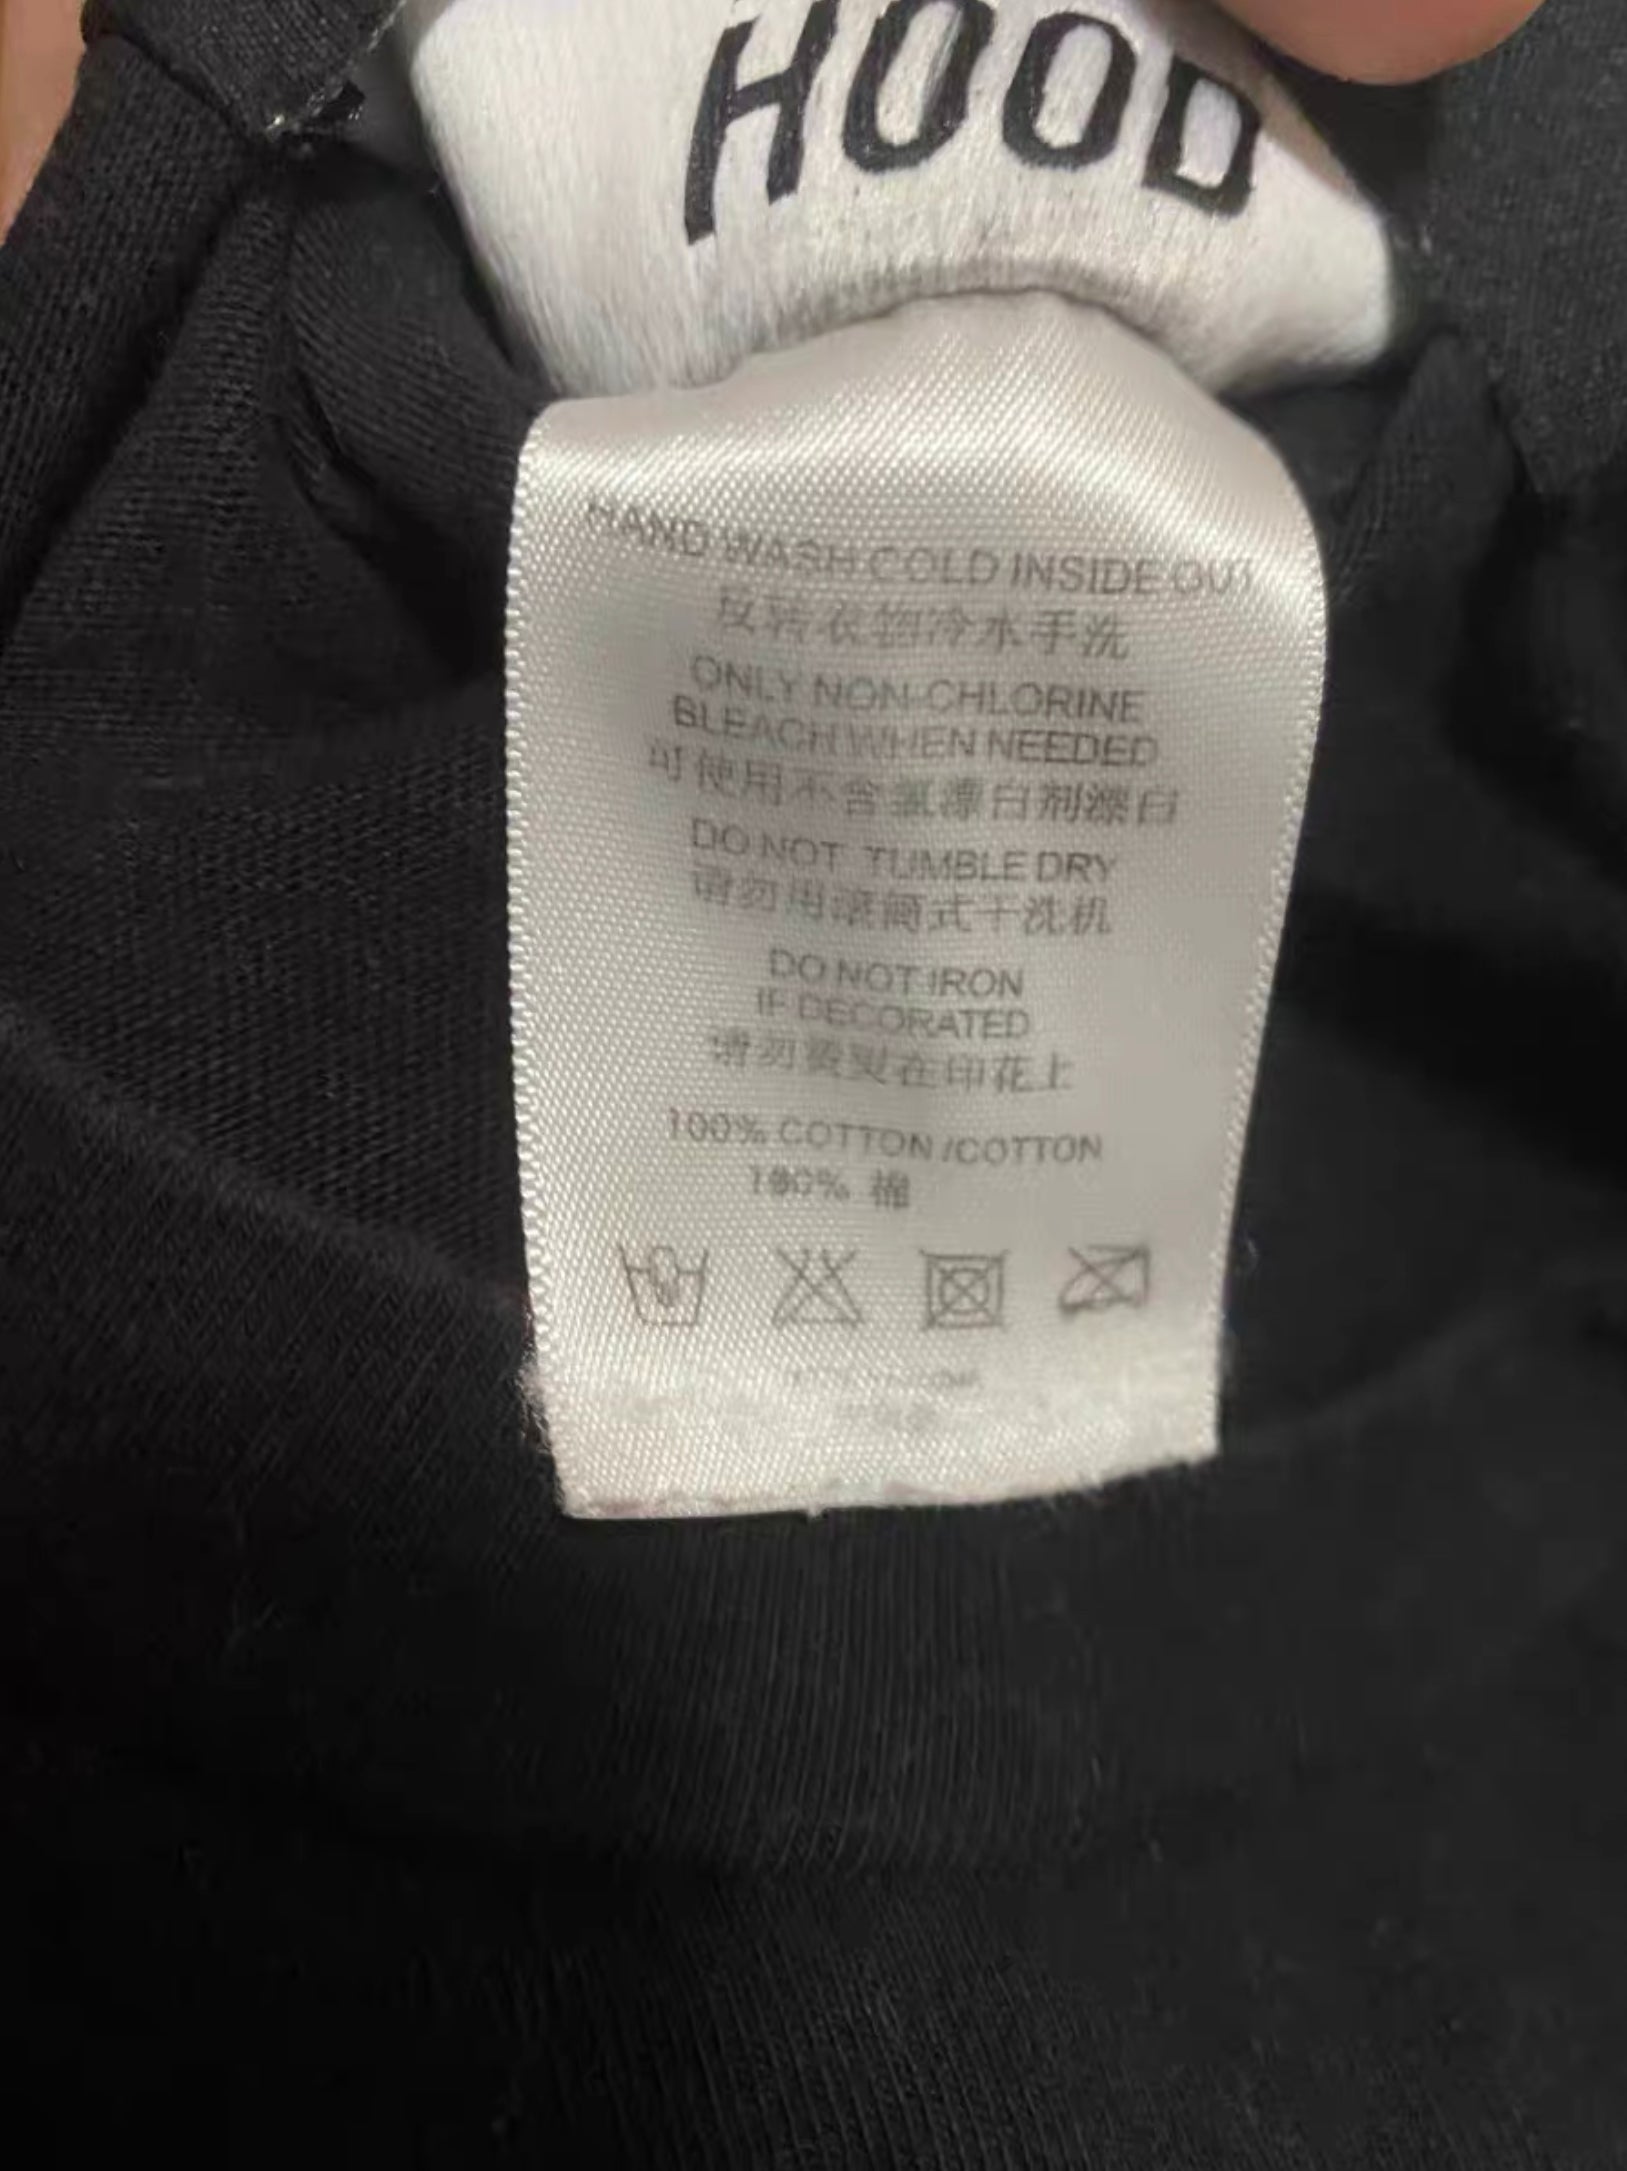 HOOD
HAND WASH COLD INSIDE OUT
反转衣物冷水手洗
ONLY NON-CHLORINE
BLEACH WHEN NEEDED
可使用不含氯漂白剂漂白
DO NOT TUMBLE DRY
请勿用滚筒式干洗机
DO NOT IRON
IF DECORATED
请勿烫熨在印花上
100% COTTON /COTTON
100% 棉